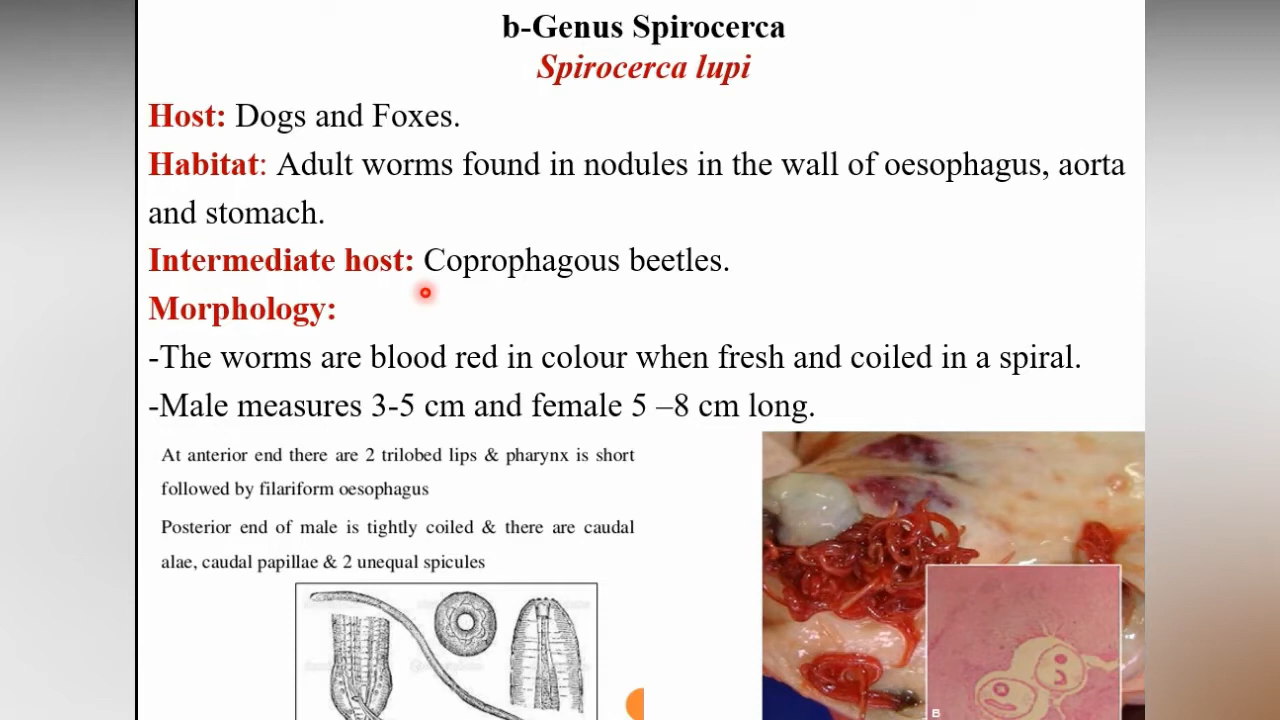 b-Genus Spirocerca
Spirocerca lupi
Host: Dogs and Foxes.
Habitat: Adult worms found in nodules in the wall of oesophagus, aorta
and stomach.
Intermediate host: Coprophagous beetles.
Morphology:
-The worms are blood red in colour when fresh and coiled in a spiral.
-Male measures 3-5 cm and female 5 –8 cm long.
At anterior end there are 2 trilobed lips & pharynx is short
followed by filariform oesophagus
Posterior end of male is tightly coiled & there are caudal
alae, caudal papillae & 2 unequal spicules
B